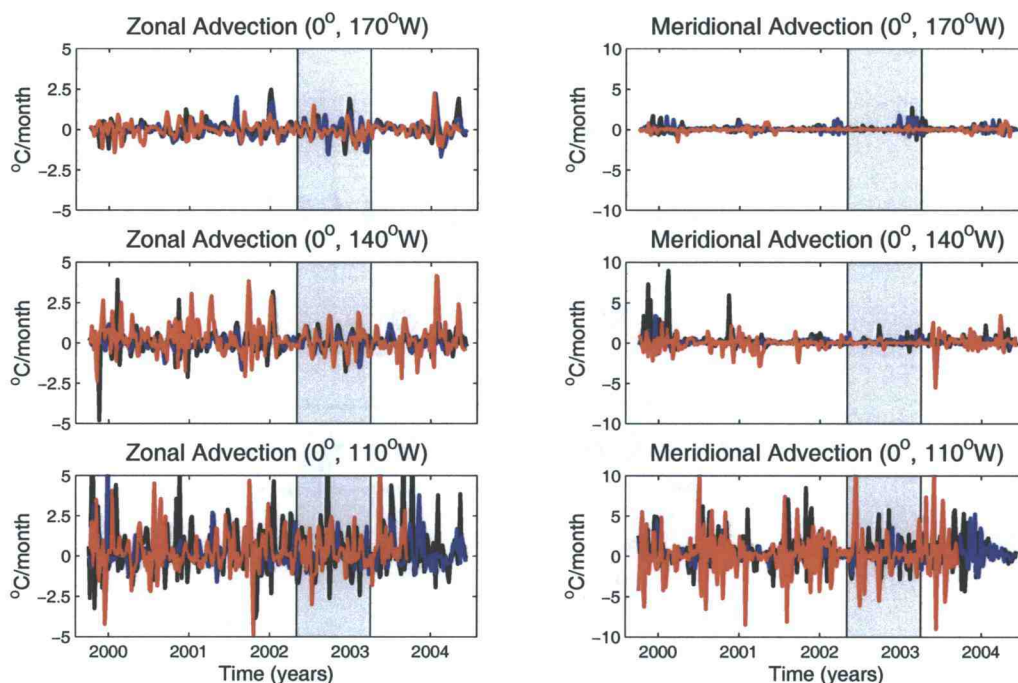 Zonal Advection (0°, 170°W)
5
2.5
0
−2.5
−5
°C/month
Meridional Advection (0°, 170°W)
10
5
0
−5
−10
°C/month
Zonal Advection (0°, 140°W)
5
2.5
0
−2.5
−5
°C/month
Meridional Advection (0°, 140°W)
10
5
0
−5
−10
°C/month
Zonal Advection (0°, 110°W)
5
2.5
0
−2.5
−5
°C/month
2000 2001 2002 2003 2004
Time (years)
Meridional Advection (0°, 110°W)
10
5
0
−5
−10
°C/month
2000 2001 2002 2003 2004
Time (years)